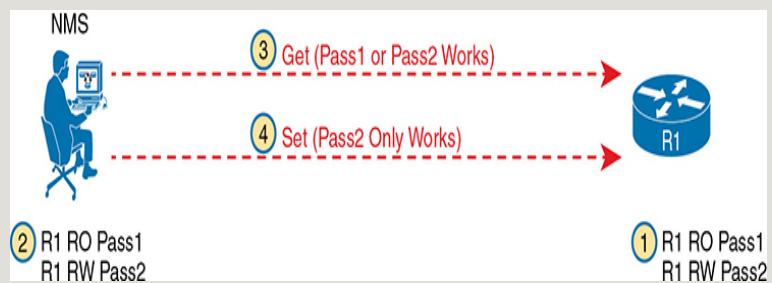 NMS
3 Get (Pass1 or Pass2 Works)
4 Set (Pass2 Only Works)
R1
2 R1 RO Pass1
R1 RW Pass2
1 R1 RO Pass1
R1 RW Pass2